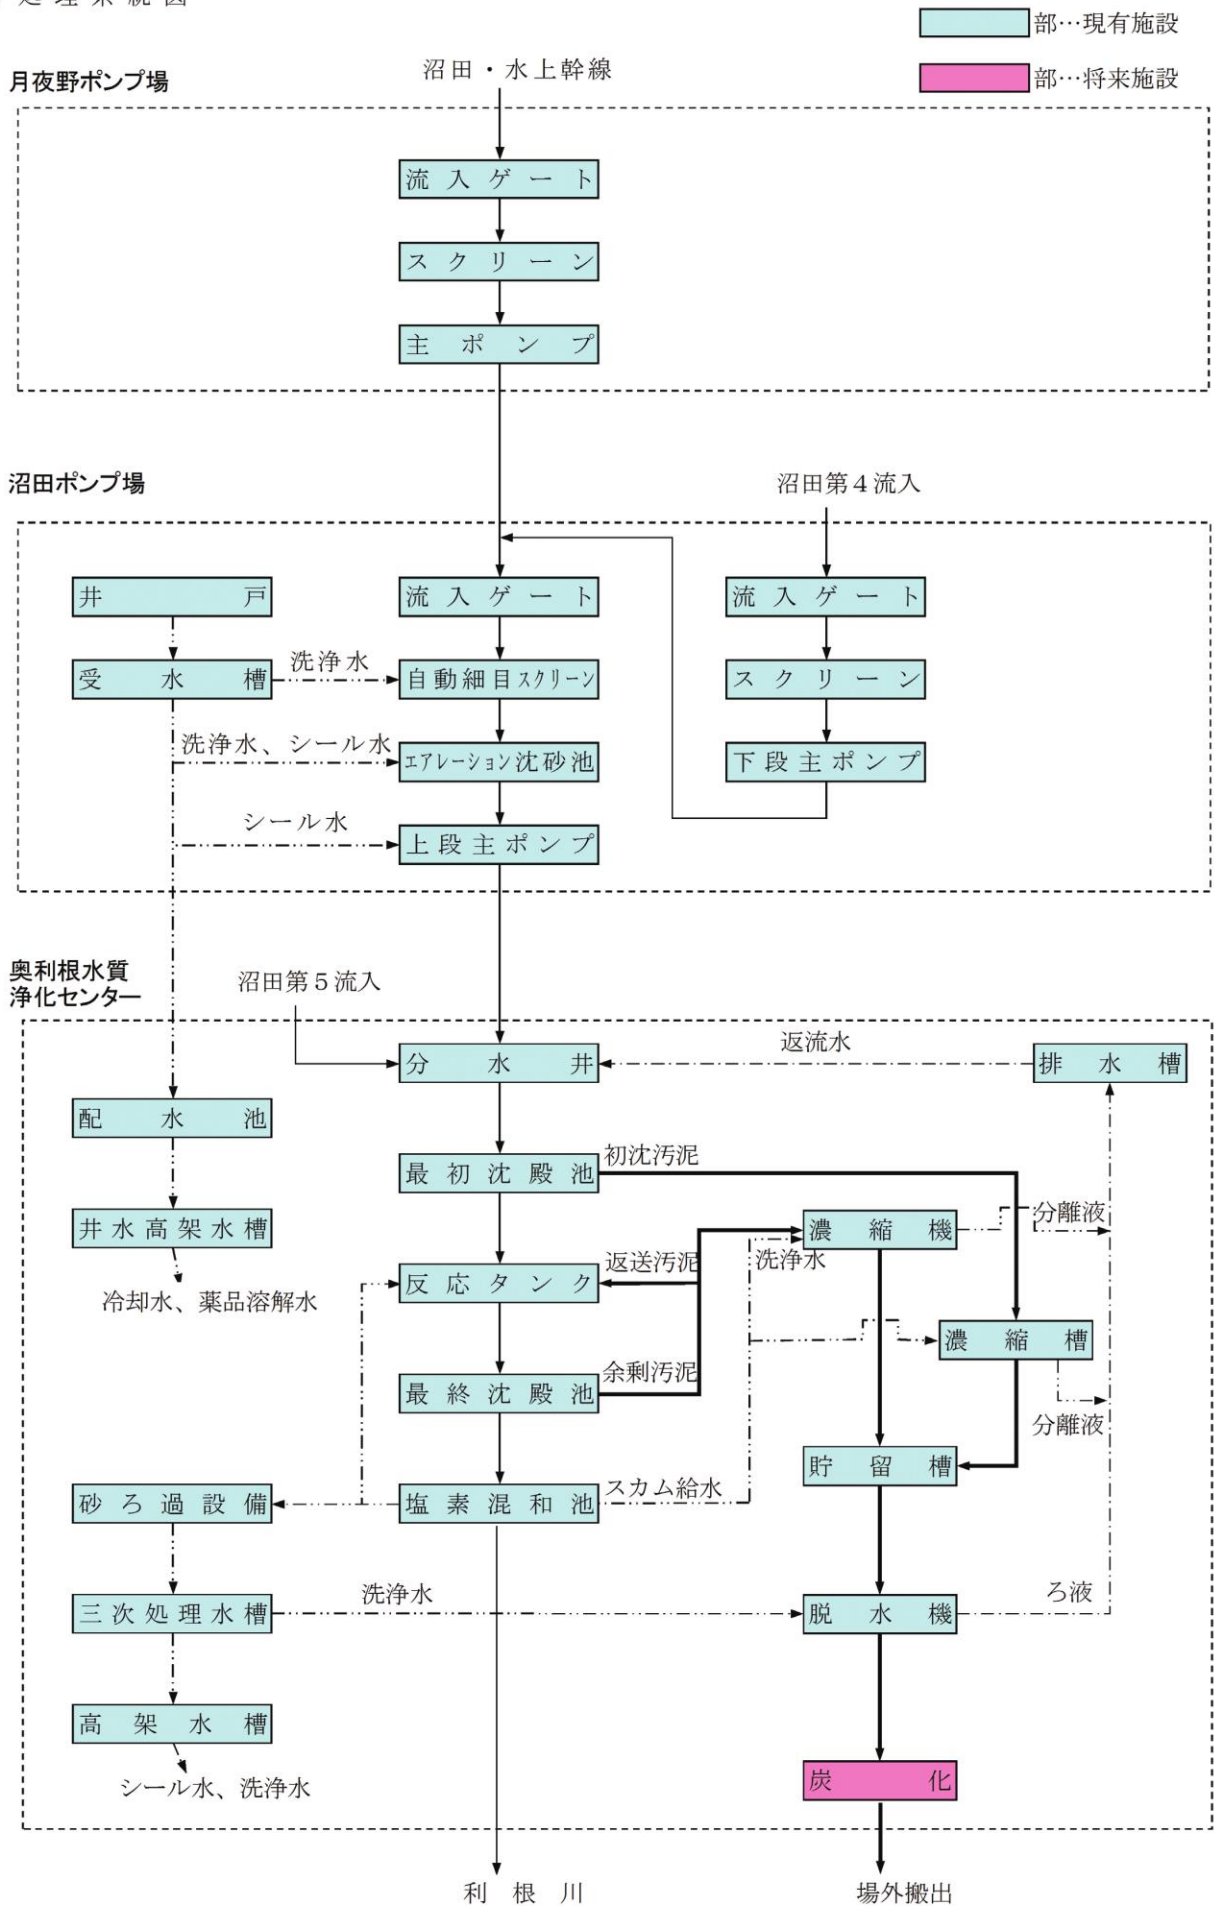 処理系統図
部…現有施設
部…将来施設
月夜野ポンプ場
沼田・水上幹線
流入ゲート
スクリーン
主ポンプ
沼田ポンプ場
沼田第4流入
井戸
流入ゲート
流入ゲート
受水槽
洗浄水
自動細目スクリーン
スクリーン
洗浄水、シール水
エアレーション沈砂池
下段主ポンプ
シール水
上段主ポンプ
奥利根水質
浄化センター
沼田第5流入
分水井
返流水
排水槽
配水池
最初沈殿池
初沈汚泥
井水高架水槽
濃縮機
分離液
洗浄水
返送汚泥
反応タンク
冷却水、薬品溶解水
濃縮槽
余剰汚泥
最終沈殿池
分離液
貯留槽
砂ろ過設備
塩素混和池
スカム給水
洗浄水
三次処理水槽
脱水機
ろ液
高架水槽
シール水、洗浄水
炭化
利根川
場外搬出